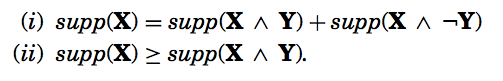 (i) supp(X) = supp(X ∧ Y) + supp(X ∧ ¬Y)
(ii) supp(X) ≥ supp(X ∧ Y).